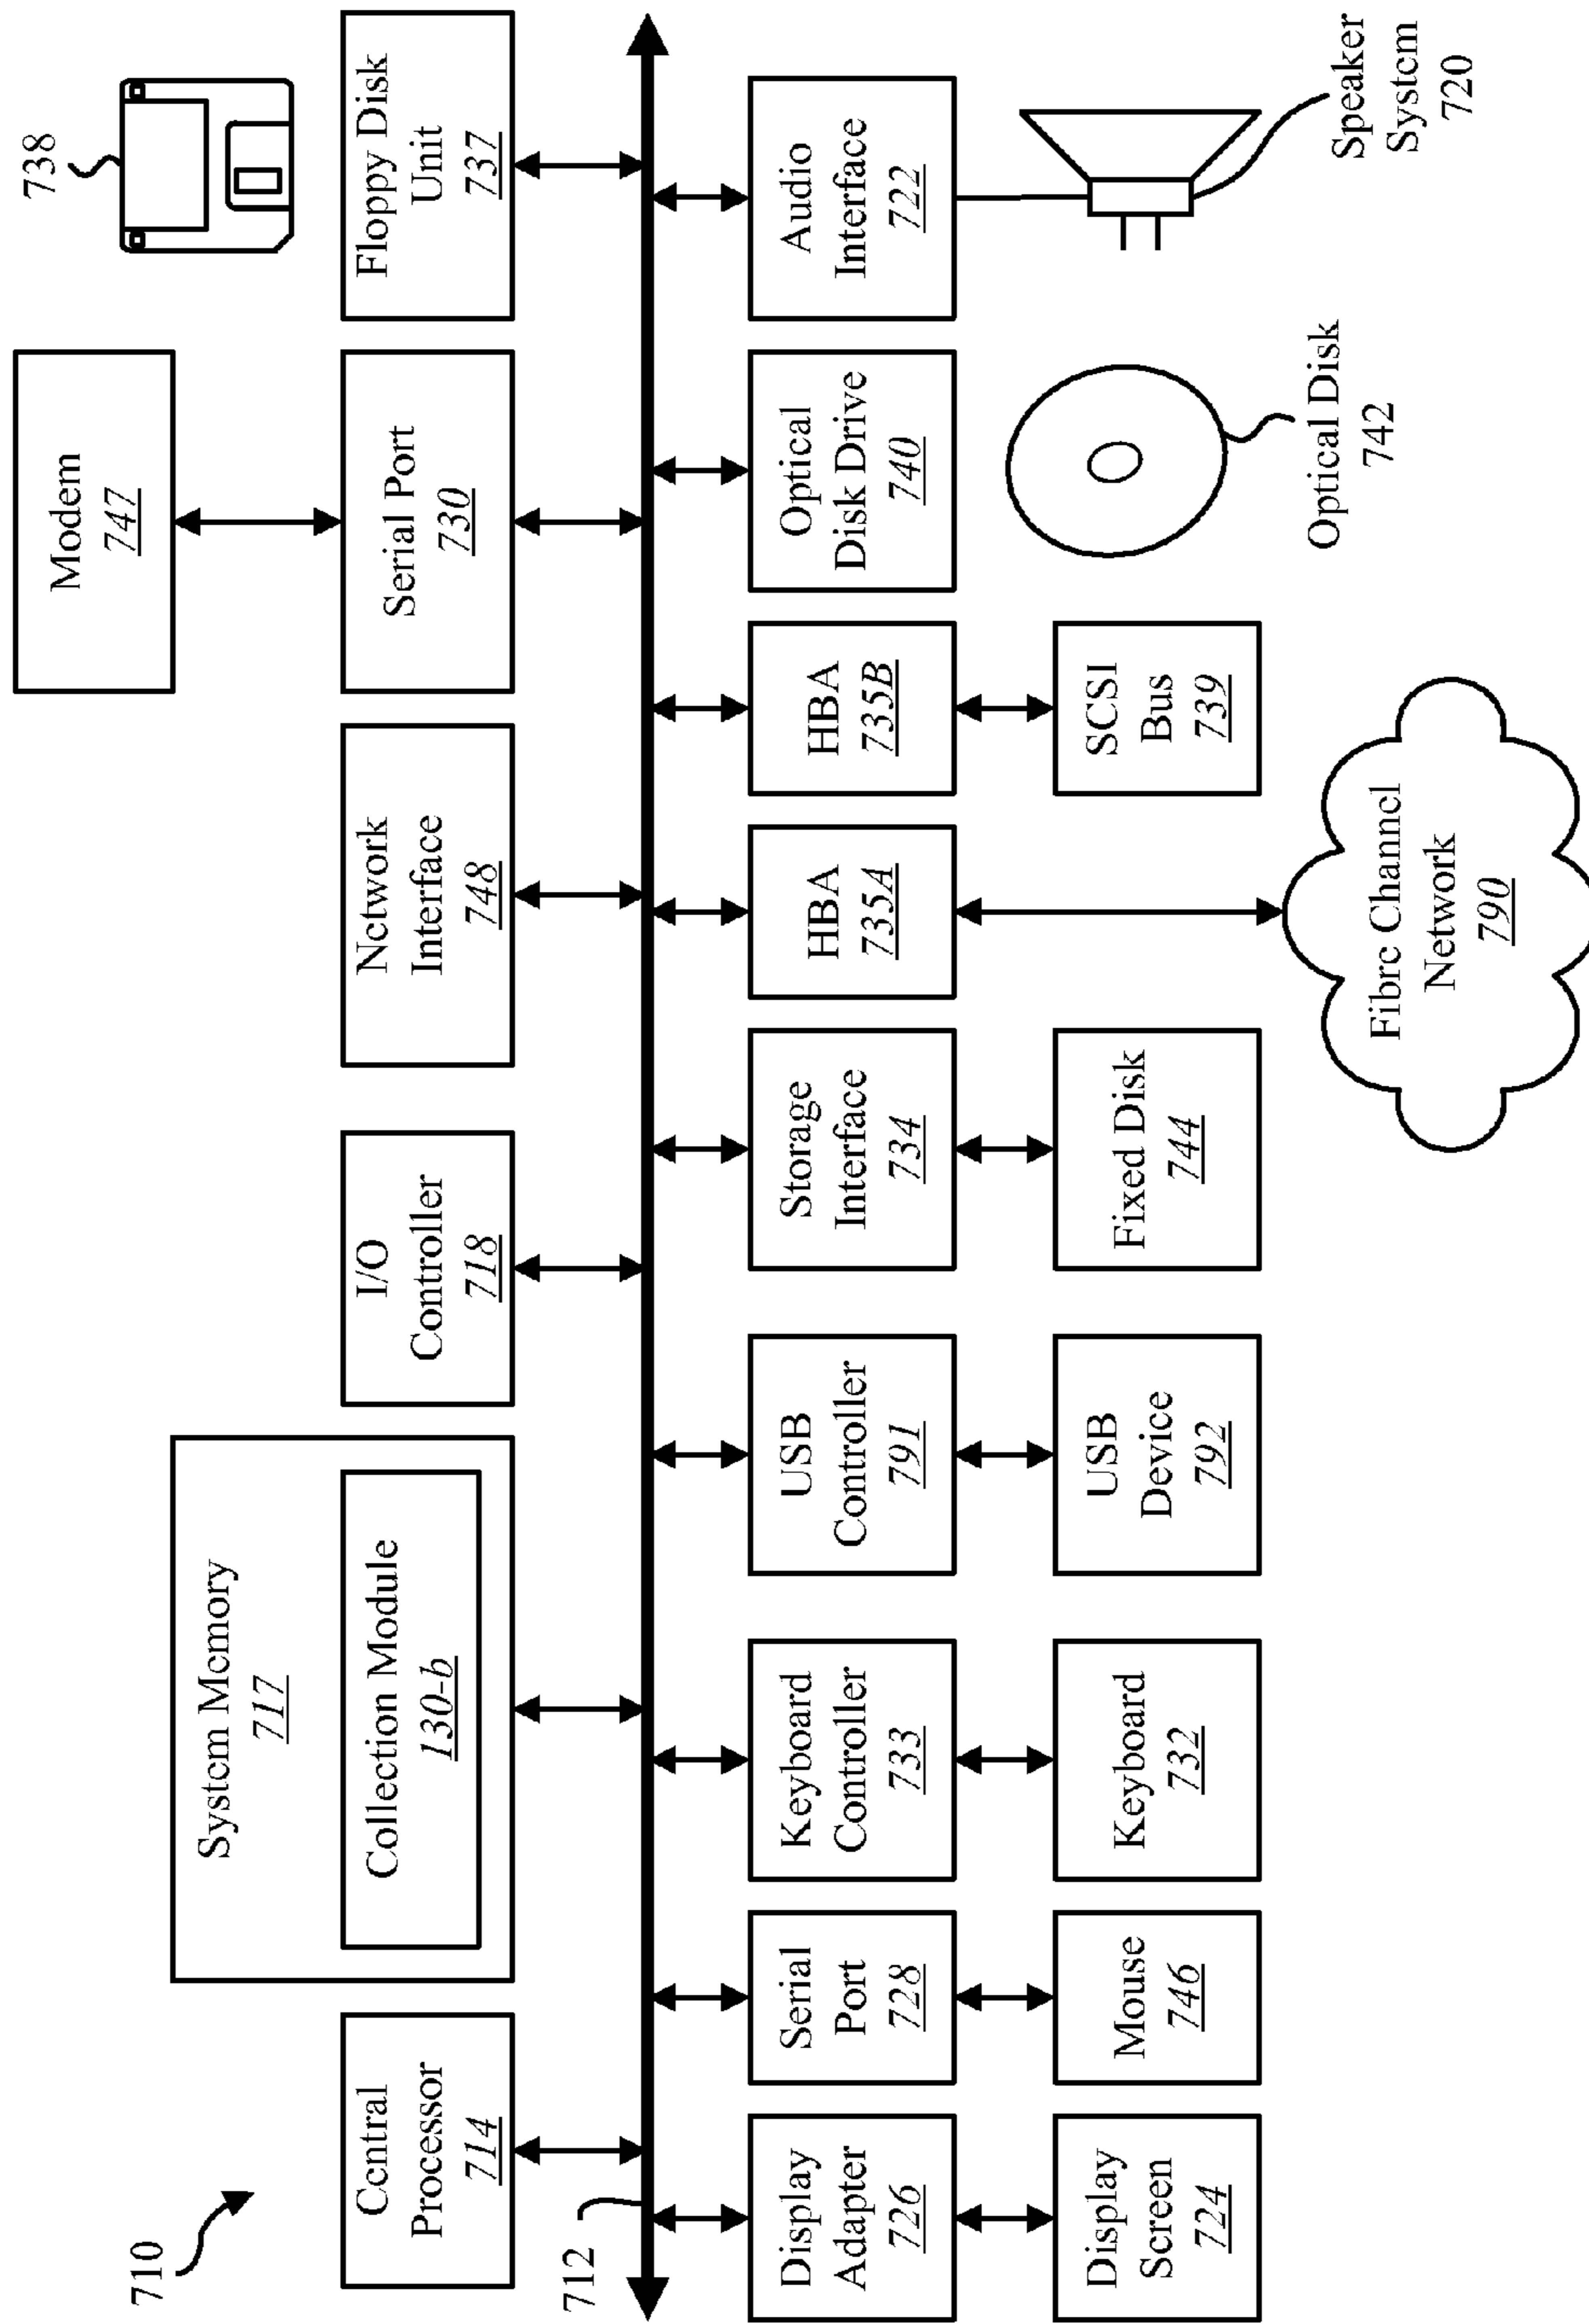 710
Central
Processor
714
System Memory
717
Collection Module
130-b
I/O
Controller
718
Network
Interface
748
Modem
747
Serial Port
730
738
Floppy Disk
Unit
737
712
Display
Adapter
726
Serial
Port
728
Keyboard
Controller
733
USB
Controller
791
Storage
Interface
734
HBA
735A
HBA
735B
Optical
Disk Drive
740
Audio
Interface
722
Display
Screen
724
Mouse
746
Keyboard
732
USB
Device
792
Fixed Disk
744
SCSI
Bus
739
Fibre Channel
Network
790
Optical Disk
742
Speaker
System
720